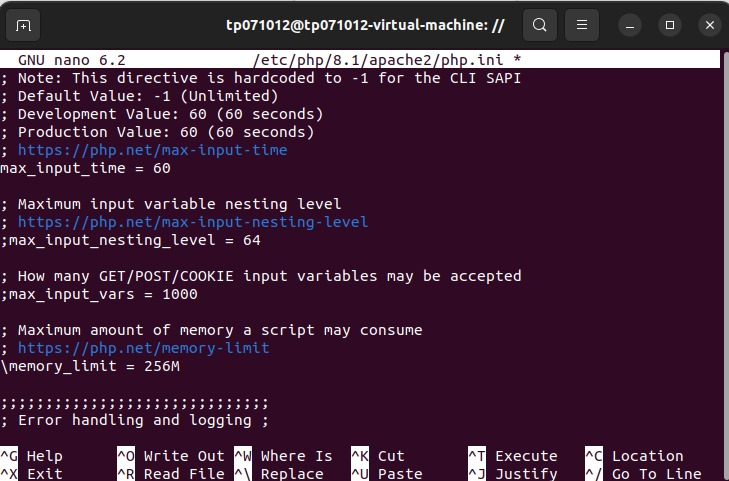 tp071012@tp071012-virtual-machine: //
GNU nano 6.2 /etc/php/8.1/apache2/php.ini *
; Note: This directive is hardcoded to -1 for the CLI SAPI
; Default Value: -1 (Unlimited)
; Development Value: 60 (60 seconds)
; Production Value: 60 (60 seconds)
; https://php.net/max-input-time
max_input_time = 60
; Maximum input variable nesting level
; https://php.net/max-input-nesting-level
;max_input_nesting_level = 64
; How many GET/POST/COOKIE input variables may be accepted
;max_input_vars = 1000
; Maximum amount of memory a script may consume
; https://php.net/memory-limit
\memory_limit = 256M
;;;;;;;;;;;;;;;;;;;;;;;;;;;;;;
; Error handling and logging ;
^G Help ^O Write Out ^W Where Is ^K Cut ^T Execute ^C Location
^X Exit ^R Read File ^\ Replace ^U Paste ^J Justify ^/ Go To Line